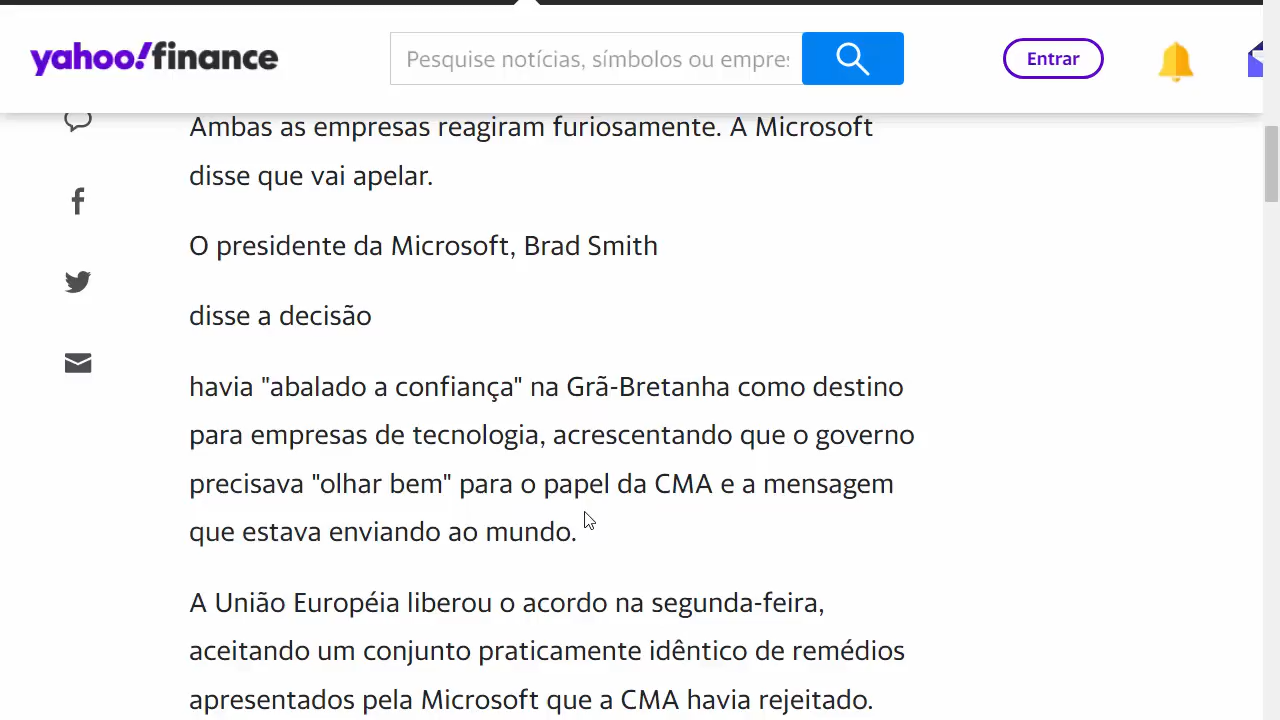 yahoo!finance
Pesquise notícias, símbolos ou empres
Entrar
Ambas as empresas reagiram furiosamente. A Microsoft
disse que vai apelar.
O presidente da Microsoft, Brad Smith
disse a decisão
havia "abalado a confiança" na Grã-Bretanha como destino
para empresas de tecnologia, acrescentando que o governo
precisava "olhar bem" para o papel da CMA e a mensagem
que estava enviando ao mundo.
A União Européia liberou o acordo na segunda-feira,
aceitando um conjunto praticamente idêntico de remédios
apresentados pela Microsoft que a CMA havia rejeitado.